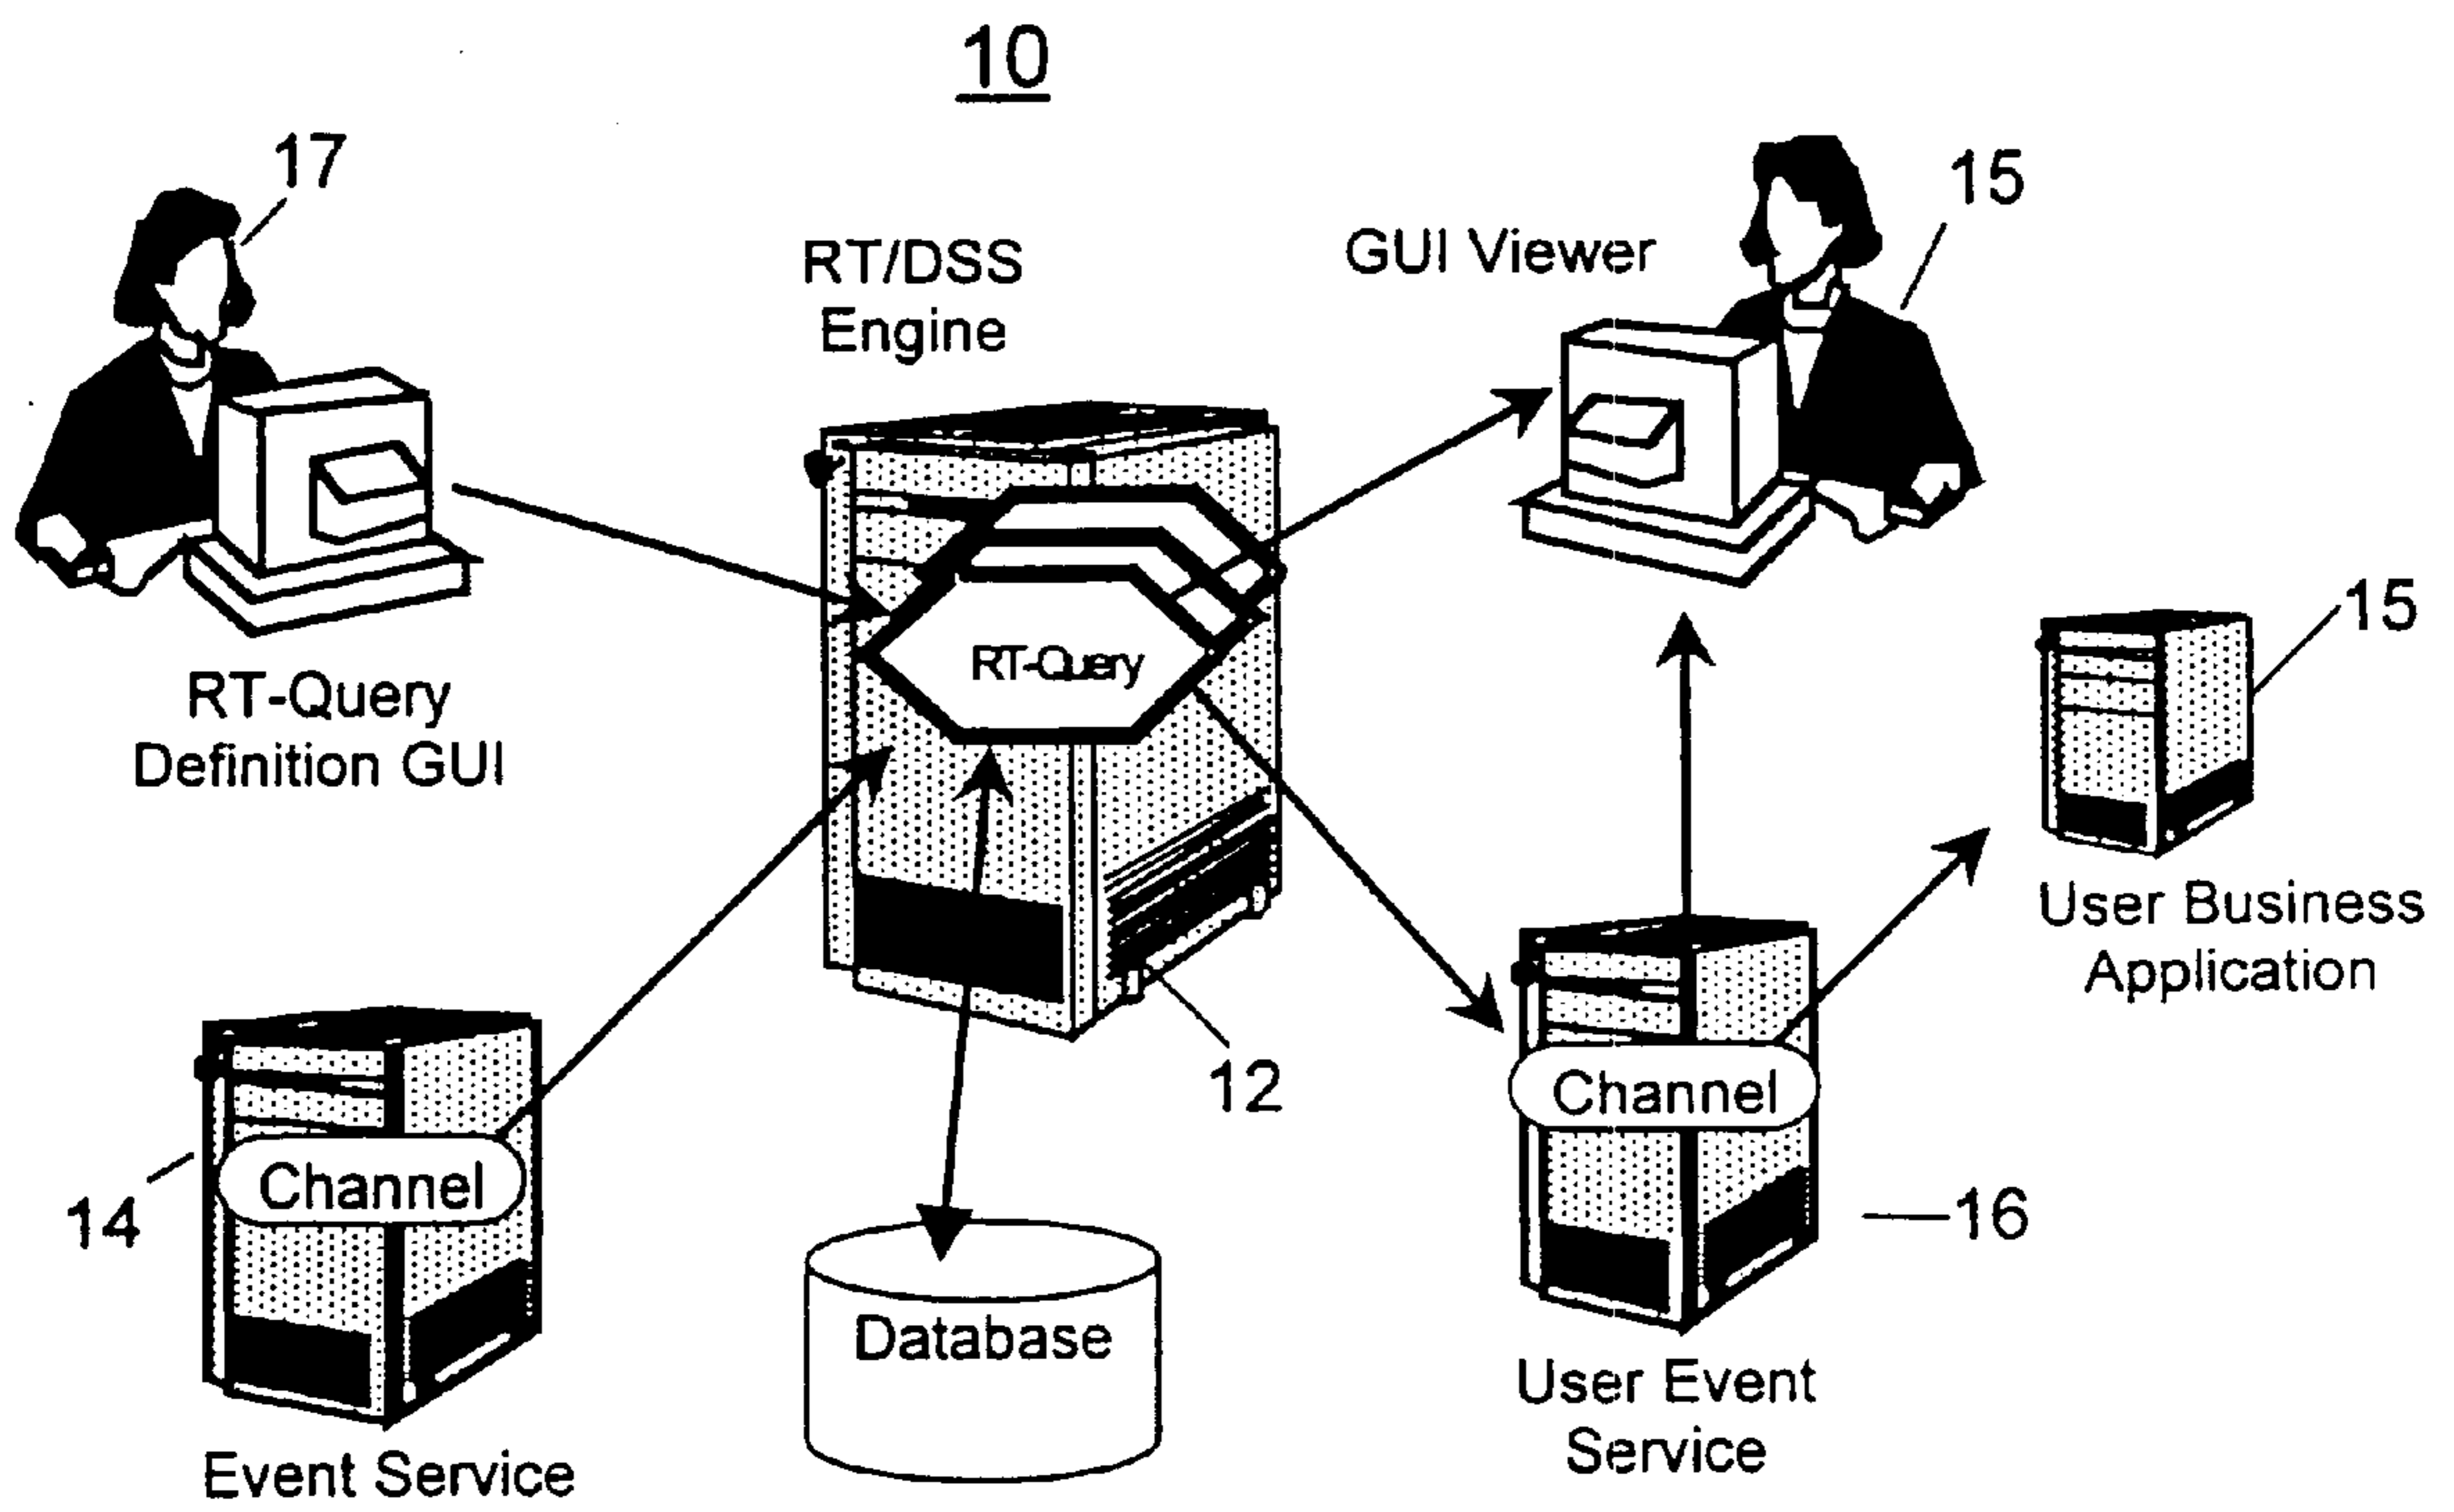 10
17
15
RT/DSS
Engine
GUI Viewer
15
RT-Query
RT-Query
Definition GUI
User Business
Application
12
Channel
Channel
14
16
Database
User Event
Service
Event Service